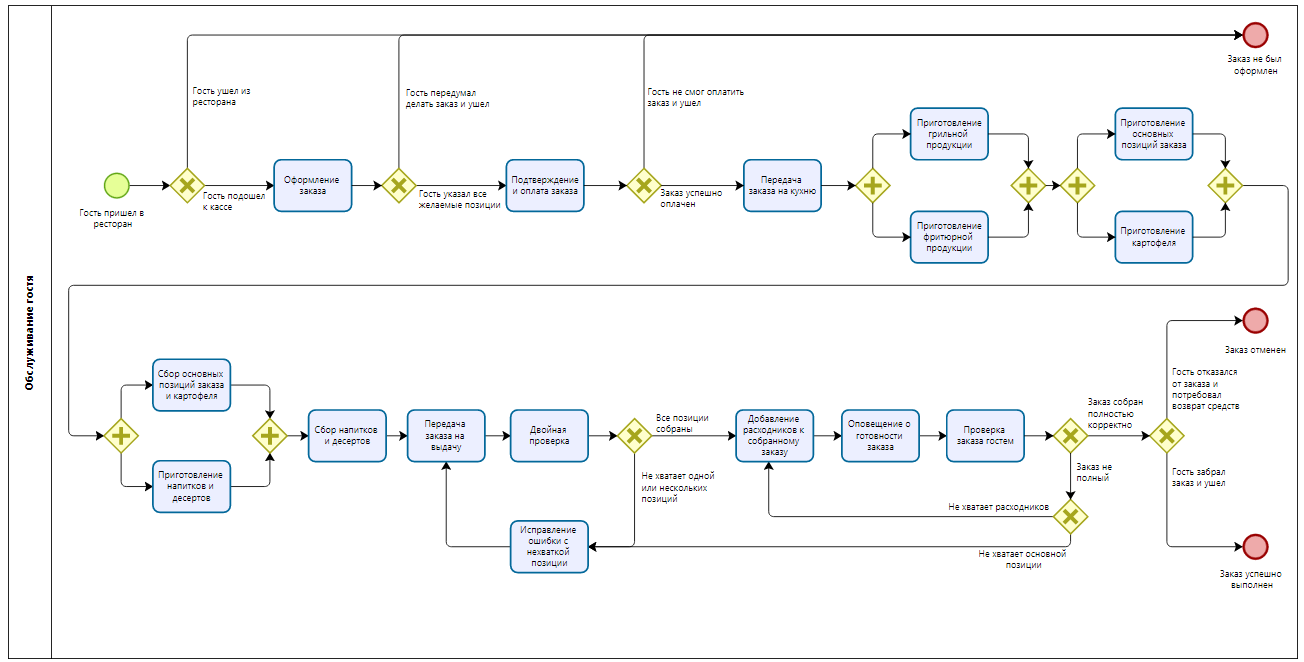 Обслуживание гостя
Заказ не был
оформлен
Гость ушел из
ресторана
Гость передумал
делать заказ и ушел
Гость не смог оплатить
заказ и ушел
Гость пришел в
ресторан
Гость подошел
к кассе
Оформление
заказа
Гость указал все
желаемые позиции
Подтверждение
и оплата заказа
Заказ успешно
оплачен
Передача
заказа на кухню
Приготовление
грильной
продукции
Приготовление
фритюрной
продукции
Приготовление
основных
позиций заказа
Приготовление
картофеля
Сбор основных
позиций заказа
и картофеля
Приготовление
напитков и
десертов
Сбор напитков
и десертов
Передача
заказа на
выдачу
Двойная
проверка
Все позиции
собраны
Не хватает одной
или нескольких
позиций
Исправление
ошибки с
нехваткой
позиции
Добавление
расходников к
собранному
заказу
Оповещение о
готовности
заказа
Проверка
заказа гостем
Заказ собран
полностью
корректно
Заказ не
полный
Не хватает расходников
Не хватает основной
позиции
Заказ отменен
Гость отказался
от заказа и
потребовал
возврат средств
Гость забрал
заказ и ушел
Заказ успешно
выполнен